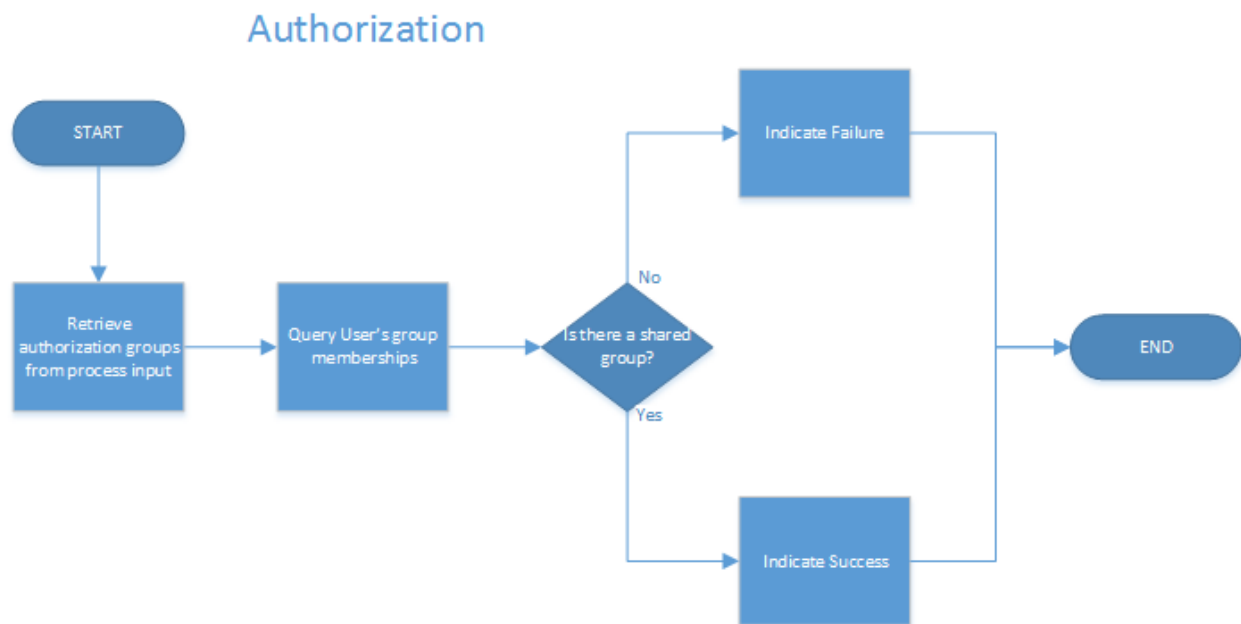 Authorization
START
Retrieve
authorization groups
from process input
Query User's group
memberships
Is there a shared
group?
No
Yes
Indicate Failure
Indicate Success
END